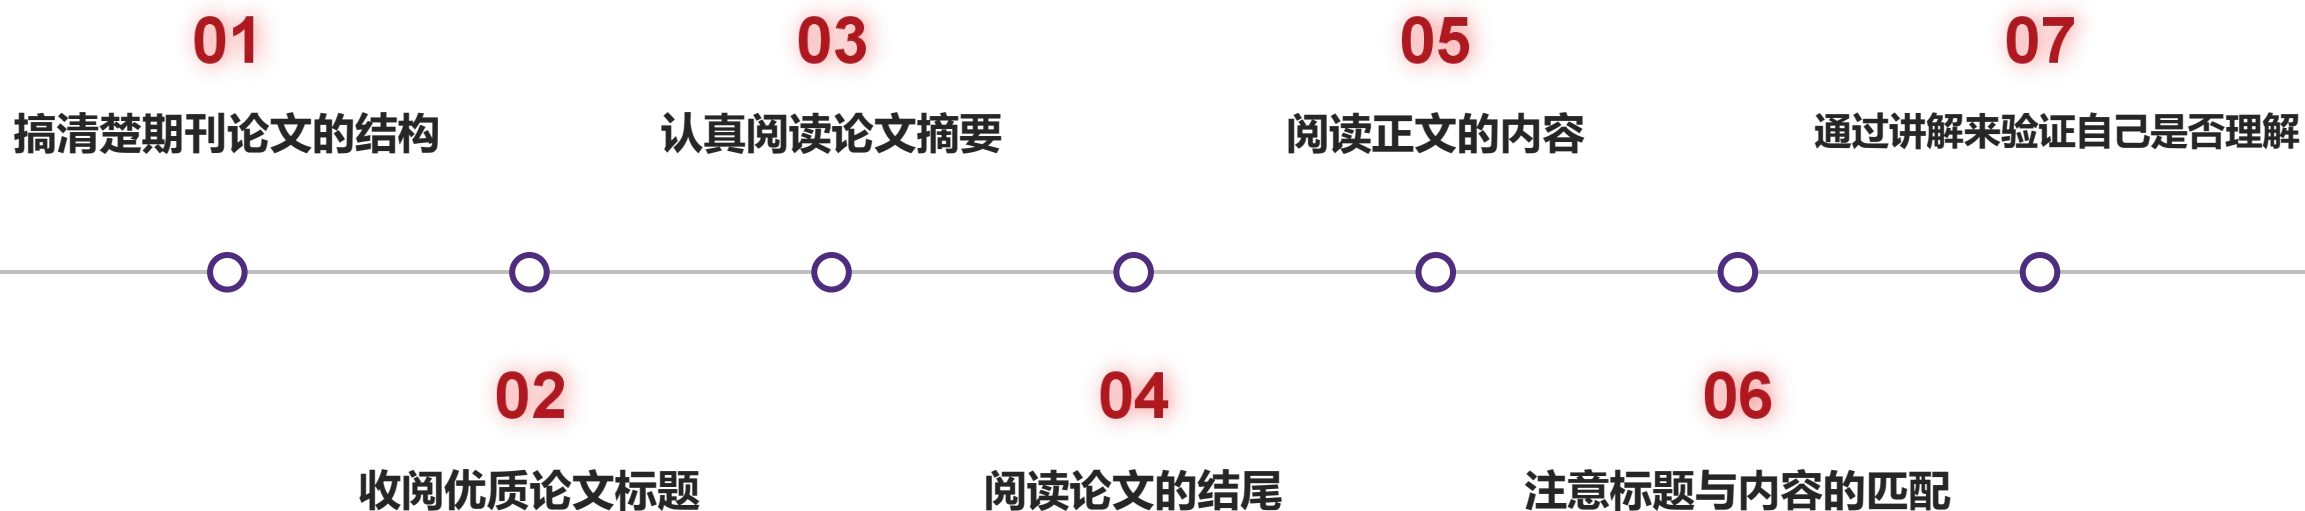 01
搞清楚期刊论文的结构
02
收阅优质论文标题
03
认真阅读论文摘要
04
阅读论文的结尾
05
阅读正文的内容
06
注意标题与内容的匹配
07
通过讲解来验证自己是否理解